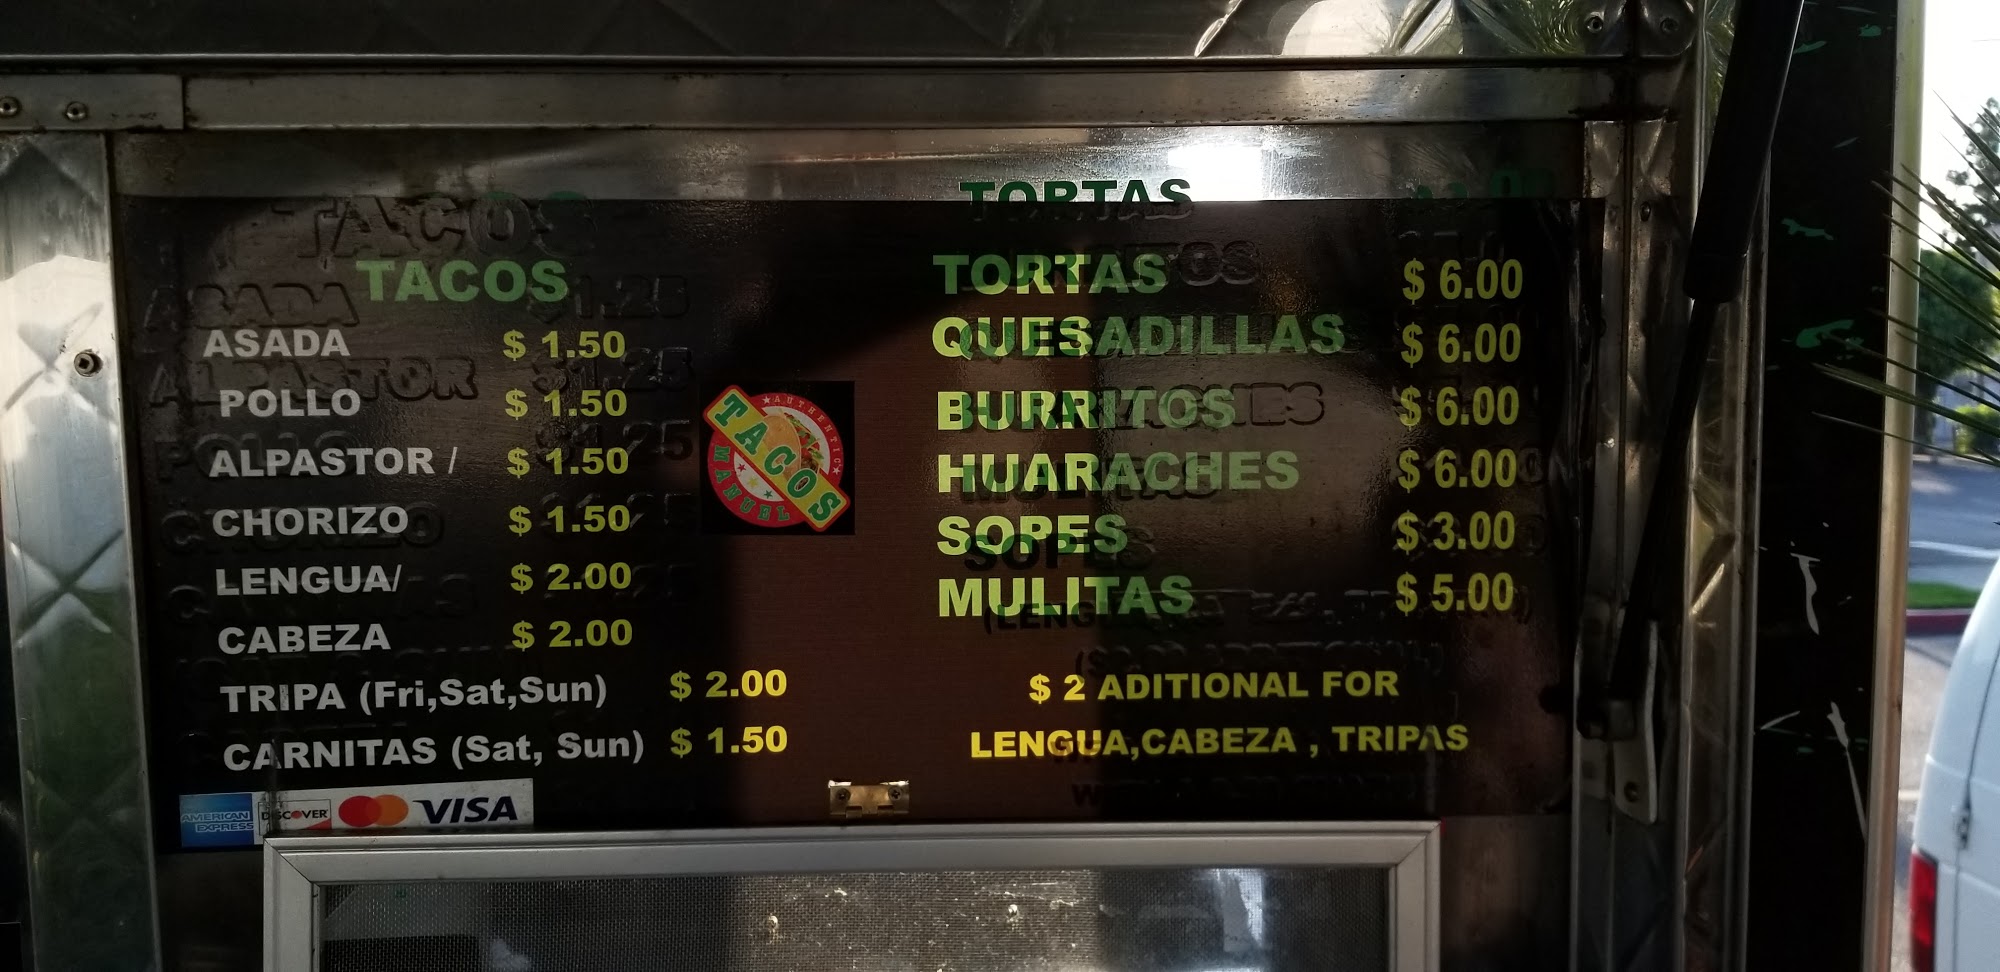 TORTAS
TACOS
ASADA $ 1.50
POLLO $ 1.50
ALPASTOR / $ 1.50
CHORIZO $ 1.50
LENGUA/ $ 2.00
CABEZA $ 2.00
TRIPA (Fri,Sat,Sun) $ 2.00
CARNITAS (Sat, Sun) $ 1.50
AMERICAN EXPRESS DISCOVER VISA
AUTHENTIC
TACOS
MANUEL
TORTAS $ 6.00
QUESADILLAS $ 6.00
BURRITOS $ 6.00
HUARACHES $ 6.00
SOPES $ 3.00
MULITAS $ 5.00
$ 2 ADITIONAL FOR
LENGUA,CABEZA , TRIPAS